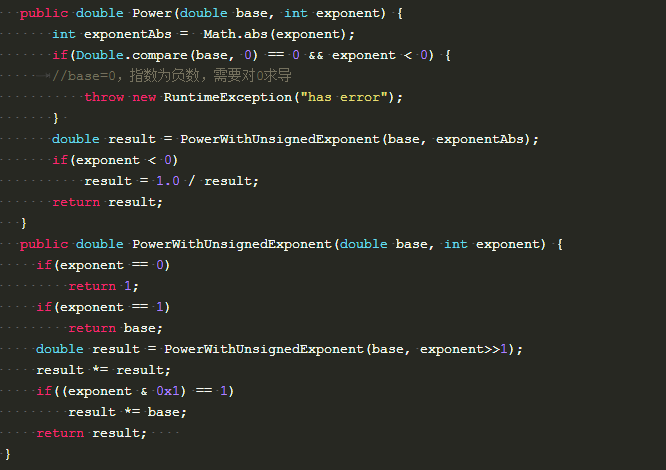 public double Power(double base, int exponent) {
int exponentAbs = Math.abs(exponent);
if(Double.compare(base, 0) == 0 && exponent < 0) {
//base=0，指数为负数，需要对0求导
throw new RuntimeException("has error");
}
double result = PowerWithUnsignedExponent(base, exponentAbs);
if(exponent < 0)
result = 1.0 / result;
return result;
}
public double PowerWithUnsignedExponent(double base, int exponent) {
if(exponent == 0)
return 1;
if(exponent == 1)
return base;
double result = PowerWithUnsignedExponent(base, exponent>>1);
result *= result;
if((exponent & 0x1) == 1)
result *= base;
return result;
}